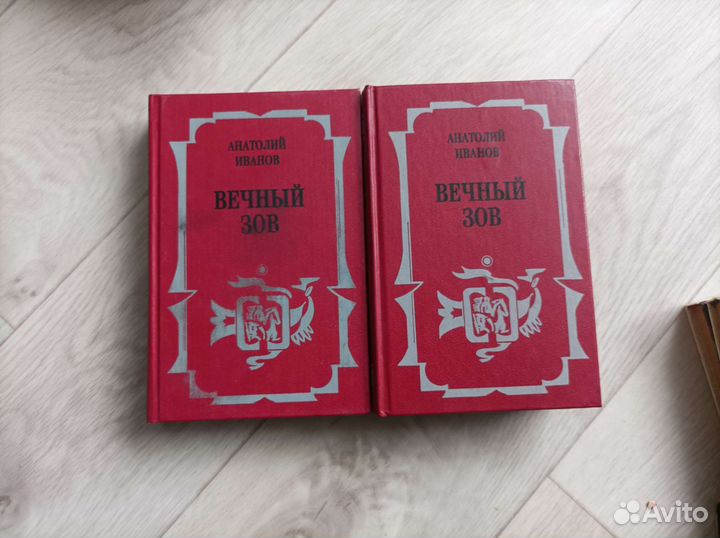 АНАТОЛИЙ
ИВАНОВ
ВЕЧНЫЙ
ЗОВ
АНАТОЛИЙ
ИВАНОВ
ВЕЧНЫЙ
ЗОВ
Avito